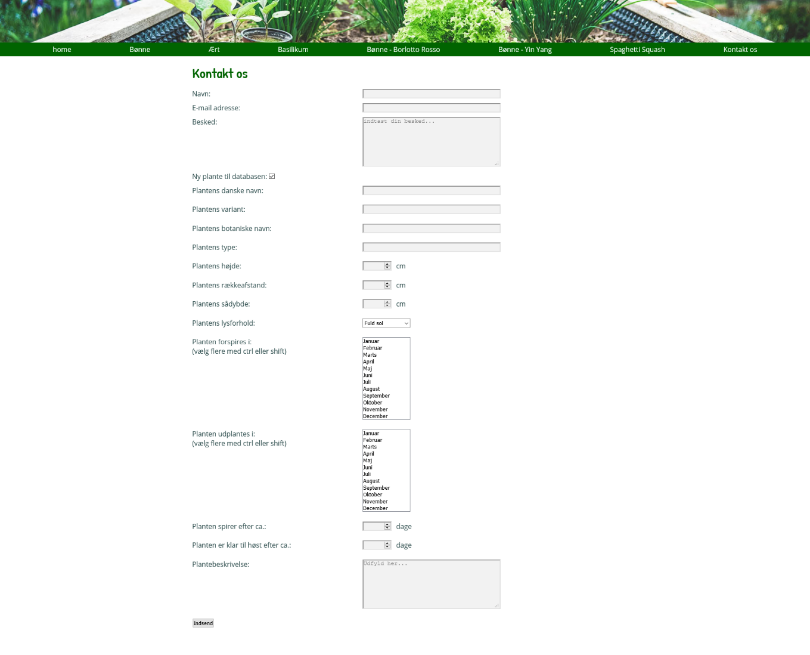 home Bønne Ært Basilikum Bønne - Borlotto Rosso Bønne - Yin Yang Spaghetti Squash Kontakt os
Kontakt os
Navn:
E-mail adresse:
Besked:
Indtast din besked...
Ny plante til databasen:
Plantens danske navn:
Plantens variant:
Plantens botaniske navn:
Plantens type:
Plantens højde: cm
Plantens rækkeafstand: cm
Plantens sådybde: cm
Plantens lysforhold: Fuld sol
Planten forspires i:
(vælg flere med ctrl eller shift)
Januar
Februar
Marts
April
Maj
Juni
Juli
August
September
Oktober
November
December
Planten udplantes i:
(vælg flere med ctrl eller shift)
Januar
Februar
Marts
April
Maj
Juni
Juli
August
September
Oktober
November
December
Planten spirer efter ca.: dage
Planten er klar til høst efter ca.: dage
Plantebeskrivelse:
Udfyld her...
Indsend